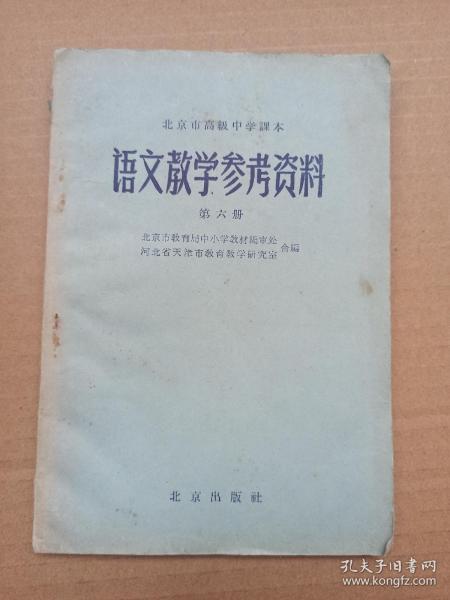 北京市高級中学課本
语文敎学参考资料
第六册
北京市教育局中小学教材編审处
河北省天津市教育教学研究室
合編
北京出版社
孔夫子旧书网
www.kongfz.com